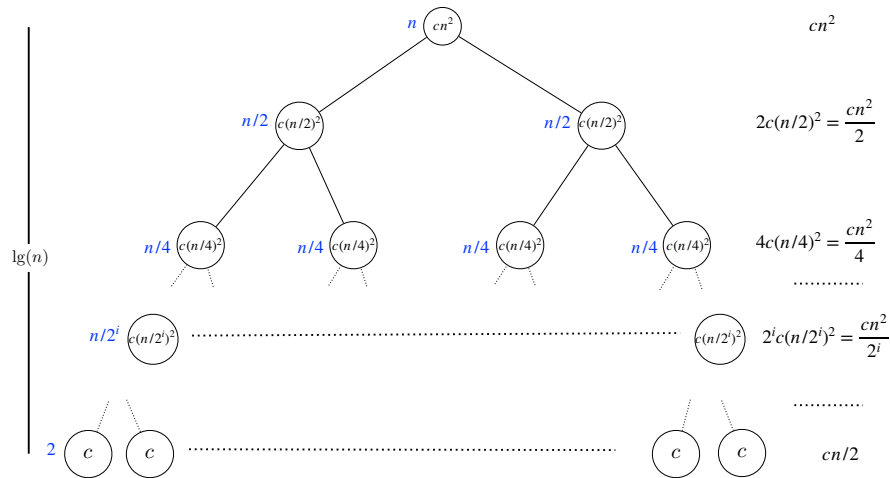 n cn² cn²
n/2 c(n/2)² n/2 c(n/2)² 2c(n/2)² = cn²/2
n/4 c(n/4)² n/4 c(n/4)² n/4 c(n/4)² n/4 c(n/4)² 4c(n/4)² = cn²/4
lg(n)
n/2ⁱ c(n/2ⁱ)² c(n/2ⁱ)² 2ⁱc(n/2ⁱ)² = cn²/2ⁱ
2 c c c c cn/2